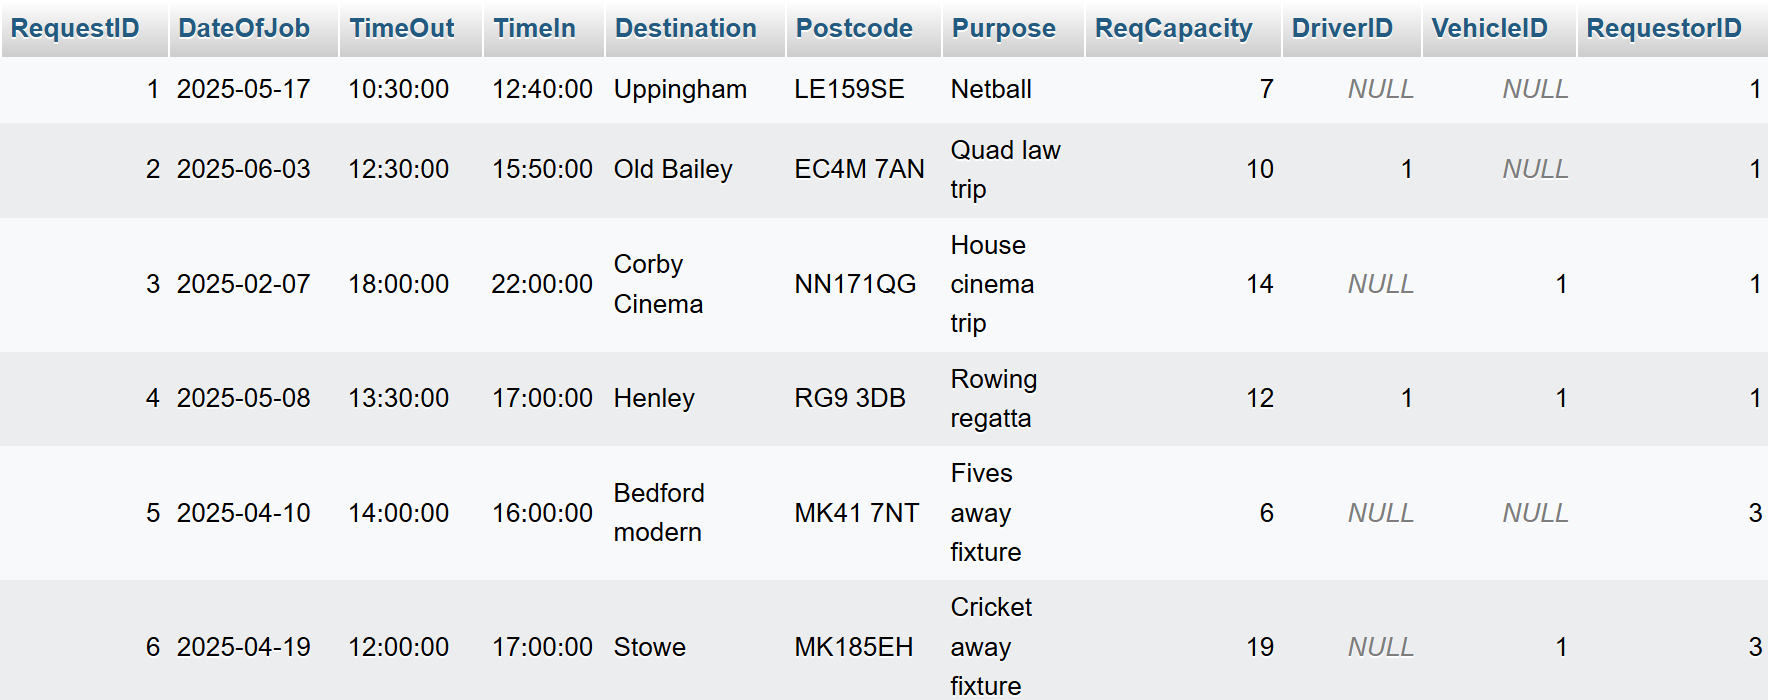 RequestID DateOfJob TimeOut TimeIn Destination Postcode Purpose ReqCapacity DriverID VehicleID RequestorID
1 2025-05-17 10:30:00 12:40:00 Uppingham LE159SE Netball 7 NULL NULL 1
2 2025-06-03 12:30:00 15:50:00 Old Bailey EC4M 7AN Quad law trip 10 1 NULL 1
3 2025-02-07 18:00:00 22:00:00 Corby Cinema NN171QG House cinema trip 14 NULL 1 1
4 2025-05-08 13:30:00 17:00:00 Henley RG9 3DB Rowing regatta 12 1 1 1
5 2025-04-10 14:00:00 16:00:00 Bedford modern MK41 7NT Fives away fixture 6 NULL NULL 3
6 2025-04-19 12:00:00 17:00:00 Stowe MK185EH Cricket away fixture 19 NULL 1 3